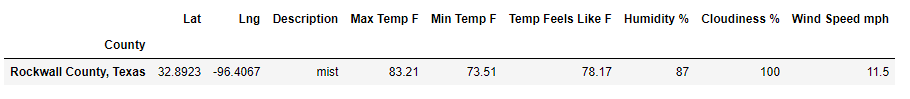 Lat Lng Description Max Temp F Min Temp F Temp Feels Like F Humidity % Cloudiness % Wind Speed mph
County
Rockwall County, Texas 32.8923 -96.4067 mist 83.21 73.51 78.17 87 100 11.5